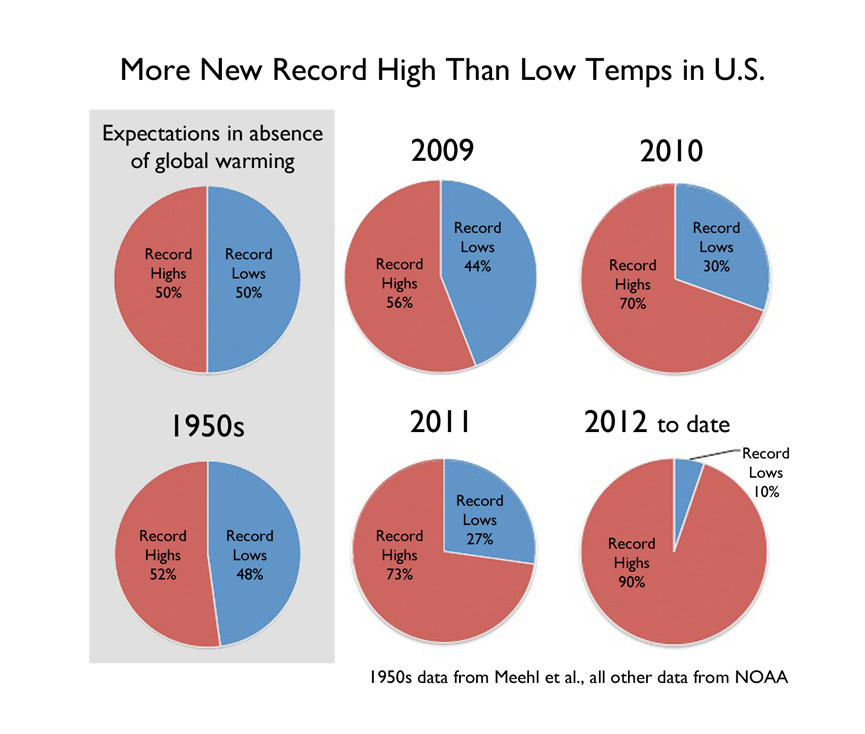 More New Record High Than Low Temps in U.S.
Expectations in absence
of global warming
Record
Highs
50%
Record
Lows
50%
2009
Record
Highs
56%
Record
Lows
44%
2010
Record
Highs
70%
Record
Lows
30%
1950s
Record
Highs
52%
Record
Lows
48%
2011
Record
Highs
73%
Record
Lows
27%
2012 to date
Record
Highs
90%
Record
Lows
10%
1950s data from Meehl et al., all other data from NOAA